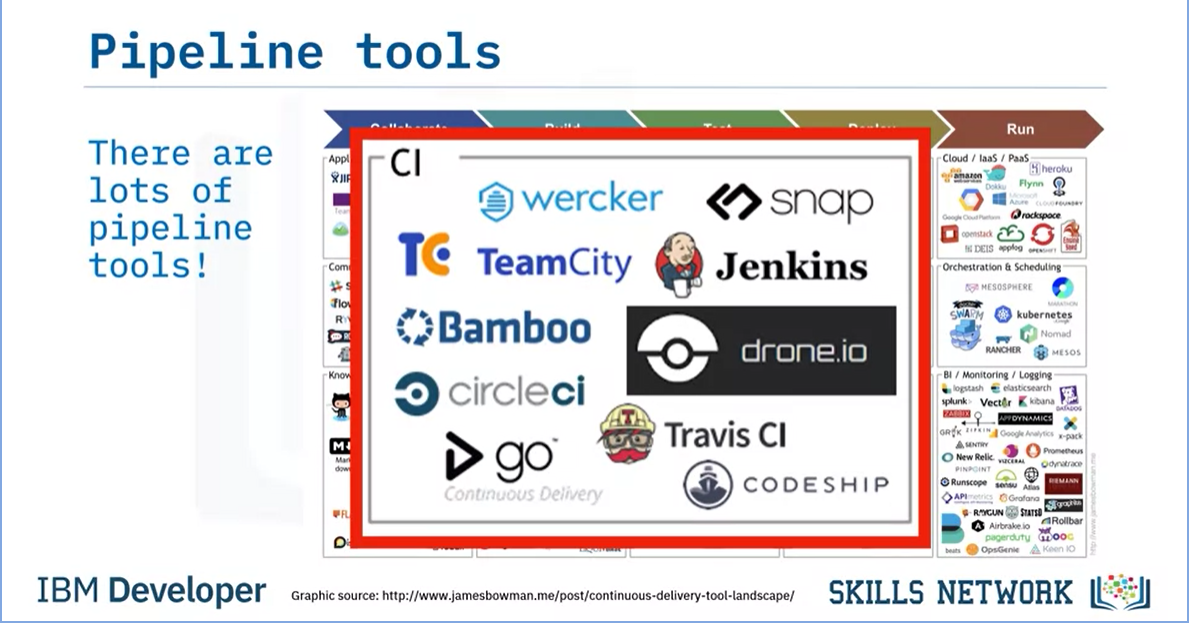 Pipeline tools
There are
lots of
pipeline
tools!
Run
CI
wercker
snap
TC TeamCity
Jenkins
Bamboo
drone.io
circleci
Travis CI
go™
Continuous Delivery
CODESHIP
Cloud / IaaS / PaaS
amazon
webservices
Dokku
heroku
Flynn
Microsoft
Azure
CLOUD FOUNDRY
Google Cloud Platform
rackspace
openstack
DEIS
applog
OPENSHIFT
Orchestration & Scheduling
MESOSPHERE
MARATHON
SWARM
kubernetes
Nomad
RANCHER
MESOS
BI / Monitoring / Logging
logstash
elasticsearch
splunk>
Vector
kibana
DATADOG
ZABBIX
ZIPKIN
APPDYNAMICS
Google Analytics
x-pack
SENTRY
New Relic.
VIZCERAL
Prometheus
PINPOINT
dynatrace
Runscope
sensu
Atlas
RIEMANN
APImetrics
Grafana
graphite
RAYGUN
STATSD
Rollbar
Airbrake.io
pagerduty
beats
OpsGenie
Keen IO
IBM Developer
Graphic source: http://www.jamesbowman.me/post/continuous-delivery-tool-landscape/
SKILLS NETWORK